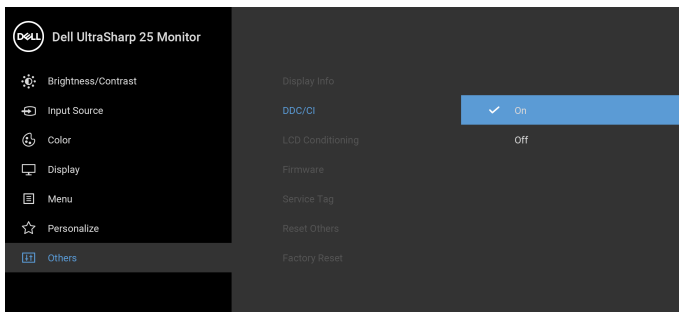 DELL
Dell UltraSharp 25 Monitor
Brightness/Contrast
Input Source
Color
Display
Menu
Personalize
Others
Display Info
DDC/CI
LCD Conditioning
Firmware
Service Tag
Reset Others
Factory Reset
On
Off